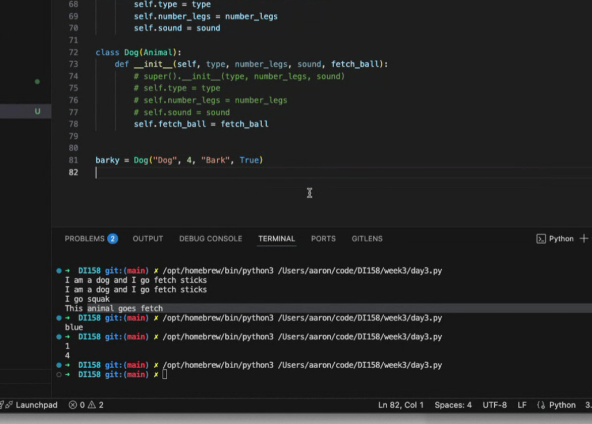 68 self.type = type
69 self.number_legs = number_legs
70 self.sound = sound
71
72 class Dog(Animal):
73 def __init__(self, type, number_legs, sound, fetch_ball):
74 # super().__init__(type, number_legs, sound)
75 # self.type = type
76 # self.number_legs = number_legs
77 # self.sound = sound
78 self.fetch_ball = fetch_ball
79
80
81 barky = Dog("Dog", 4, "Bark", True)
82
U
PROBLEMS 2 OUTPUT DEBUG CONSOLE TERMINAL PORTS GITLENS Python
→ DI158 git:(main) ✗ /opt/homebrew/bin/python3 /Users/aaron/code/DI158/week3/day3.py
I am a dog and I go fetch sticks
I am a dog and I go fetch sticks
I go squak
This animal goes fetch
→ DI158 git:(main) ✗ /opt/homebrew/bin/python3 /Users/aaron/code/DI158/week3/day3.py
blue
→ DI158 git:(main) ✗ /opt/homebrew/bin/python3 /Users/aaron/code/DI158/week3/day3.py
1
4
→ DI158 git:(main) ✗ /opt/homebrew/bin/python3 /Users/aaron/code/DI158/week3/day3.py
→ DI158 git:(main) ✗
Launchpad 0 2 Ln 82, Col 1 Spaces: 4 UTF-8 LF Python 3.